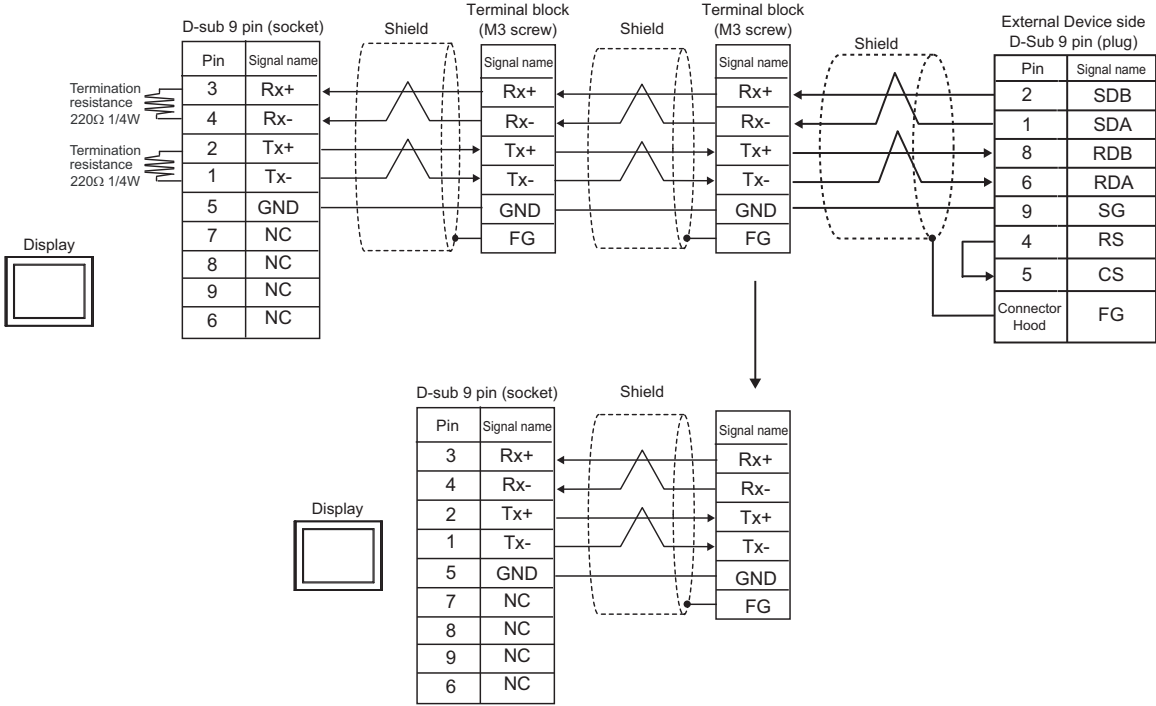 Terminal block
(M3 screw)
Terminal block
(M3 screw)
External Device side
D-Sub 9 pin (plug)
D-sub 9 pin (socket)
Shield
Shield
Shield
Pin Signal name
3 Rx+
4 Rx-
2 Tx+
1 Tx-
5 GND
7 NC
8 NC
9 NC
6 NC
Termination
resistance
220Ω 1/4W
Termination
resistance
220Ω 1/4W
Display
Signal name
Rx+
Rx-
Tx+
Tx-
GND
FG
Signal name
Rx+
Rx-
Tx+
Tx-
GND
FG
Pin Signal name
2 SDB
1 SDA
8 RDB
6 RDA
9 SG
4 RS
5 CS
Connector
Hood
FG
D-sub 9 pin (socket)
Shield
Pin Signal name
3 Rx+
4 Rx-
2 Tx+
1 Tx-
5 GND
7 NC
8 NC
9 NC
6 NC
Display
Signal name
Rx+
Rx-
Tx+
Tx-
GND
FG